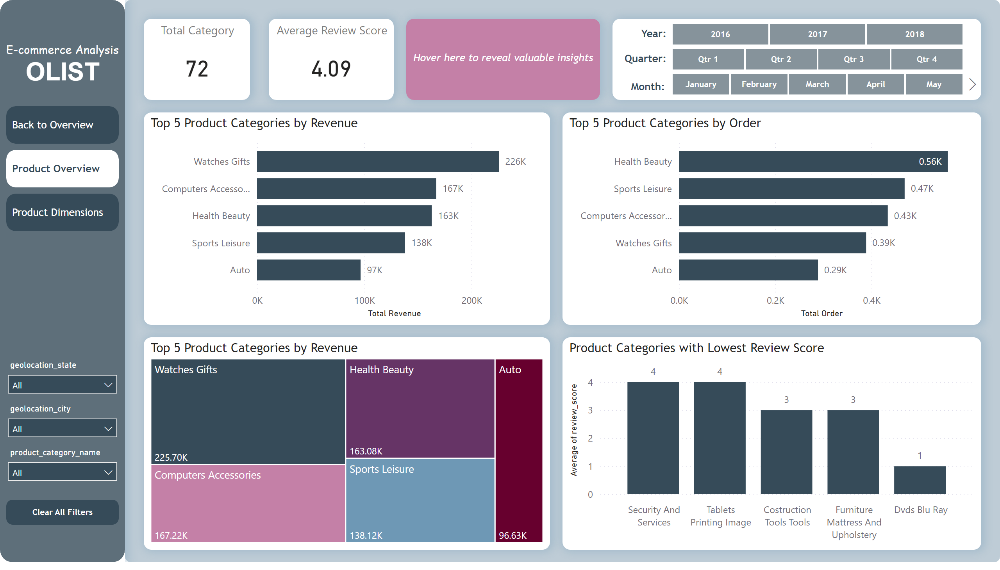 E-commerce Analysis
OLIST
Back to Overview
Product Overview
Product Dimensions
geolocation_state
All
geolocation_city
All
product_category_name
All
Clear All Filters
Total Category
72
Average Review Score
4.09
Hover here to reveal valuable insights
Year: 2016 2017 2018
Quarter: Qtr 1 Qtr 2 Qtr 3 Qtr 4
Month: January February March April May
Top 5 Product Categories by Revenue
Watches Gifts 226K
Computers Accesso... 167K
Health Beauty 163K
Sports Leisure 138K
Auto 97K
0K 100K 200K
Total Revenue
Top 5 Product Categories by Order
Health Beauty 0.56K
Sports Leisure 0.47K
Computers Accessor... 0.43K
Watches Gifts 0.39K
Auto 0.29K
0.0K 0.2K 0.4K
Total Order
Top 5 Product Categories by Revenue
Watches Gifts
225.70K
Computers Accessories
167.22K
Health Beauty
163.08K
Sports Leisure
138.12K
Auto
96.63K
Product Categories with Lowest Review Score
Average of review_score
4
3
2
1
0
4 4 3 3 1
Security And
Services
Tablets
Printing Image
Costruction
Tools Tools
Furniture
Mattress And
Upholstery
Dvds Blu Ray